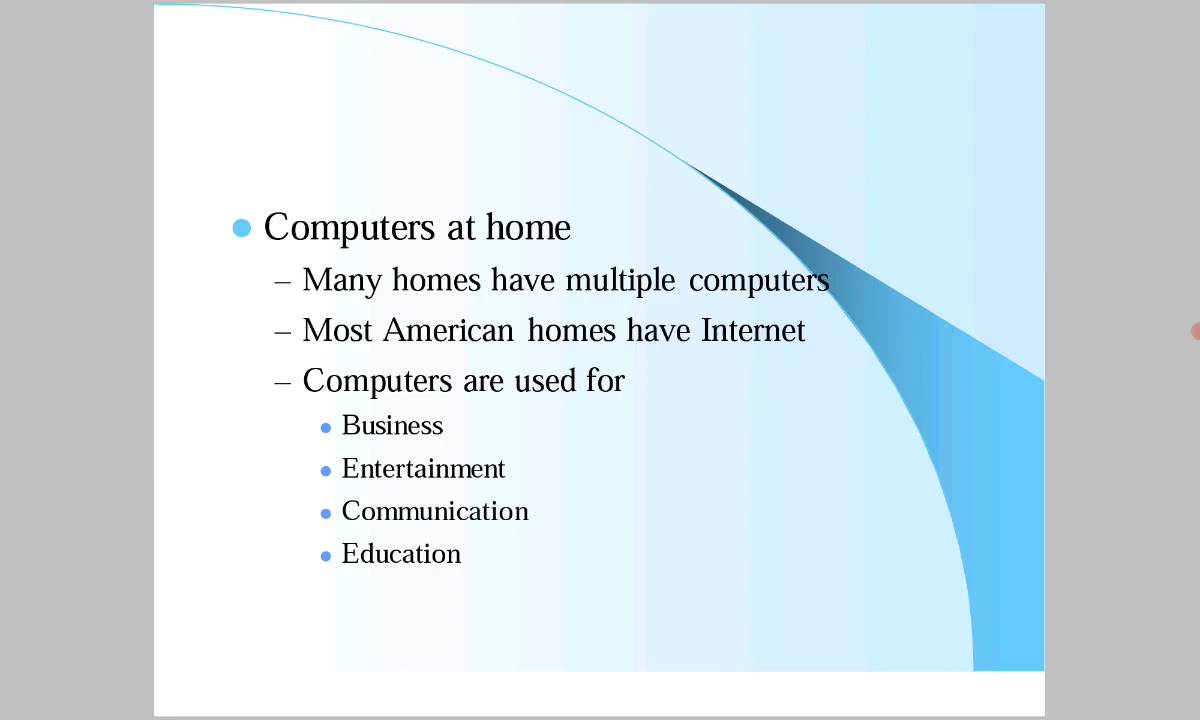 Computers at home
– Many homes have multiple computers
– Most American homes have Internet
– Computers are used for
Business
Entertainment
Communication
Education